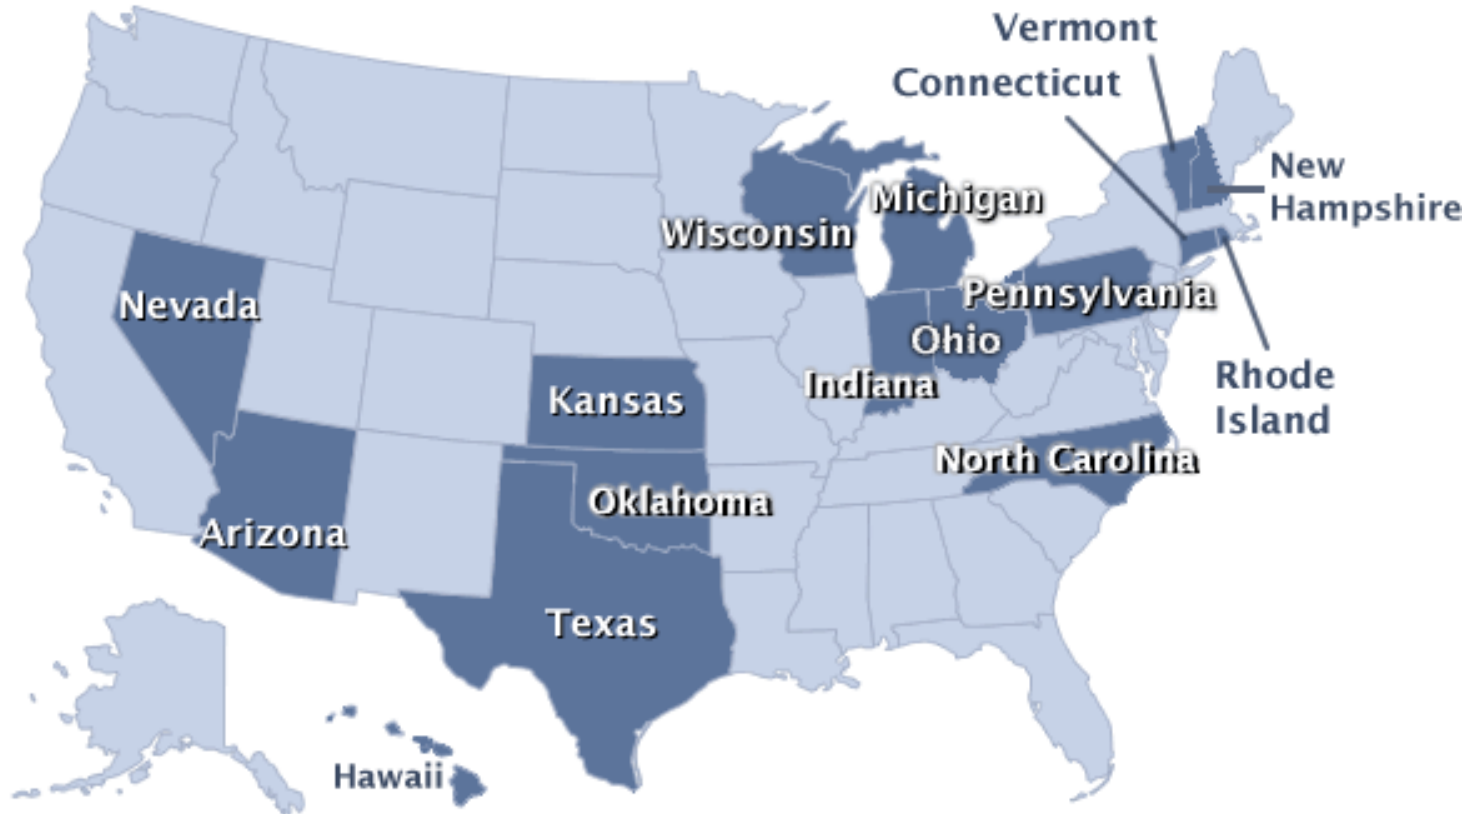 Vermont
Connecticut
New
Hampshire
Michigan
Wisconsin
Nevada
Pennsylvania
Ohio
Indiana
Kansas
Rhode
Island
North Carolina
Oklahoma
Arizona
Texas
Hawaii